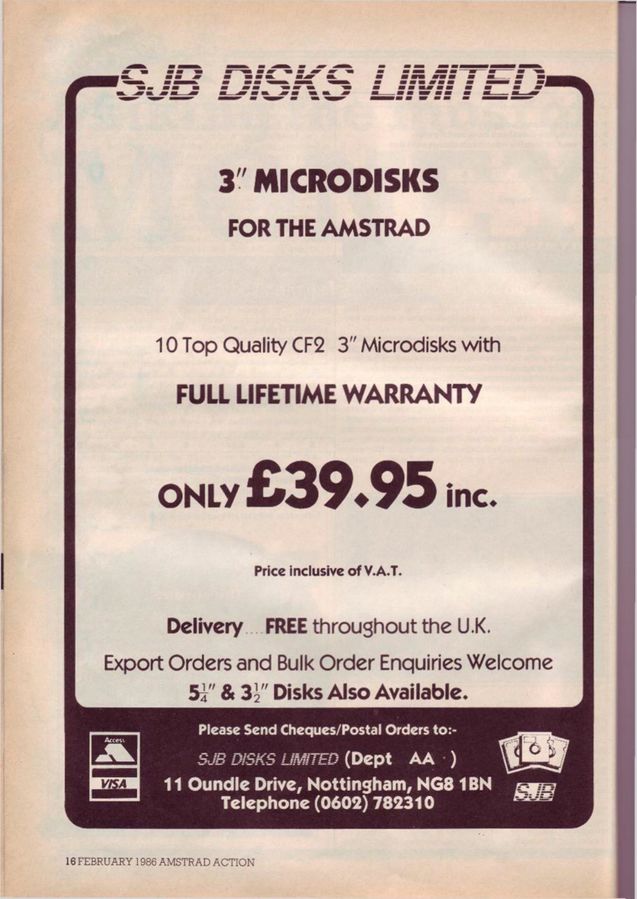 SJB DISKS LIMITED
3" MICRODISKS
FOR THE AMSTRAD
10 Top Quality CF2 3" Microdisks with
FULL LIFETIME WARRANTY
ONLY £39.95 inc.
Price inclusive of V.A.T.
Delivery .... FREE throughout the U.K.
Export Orders and Bulk Order Enquiries Welcome
5¼" & 3½" Disks Also Available.
Please Send Cheques/Postal Orders to:-
Access
VISA
SJB DISKS LIMITED (Dept AA )
11 Oundle Drive, Nottingham, NG8 1BN
Telephone (0602) 782310
SJB
16 FEBRUARY 1986 AMSTRAD ACTION